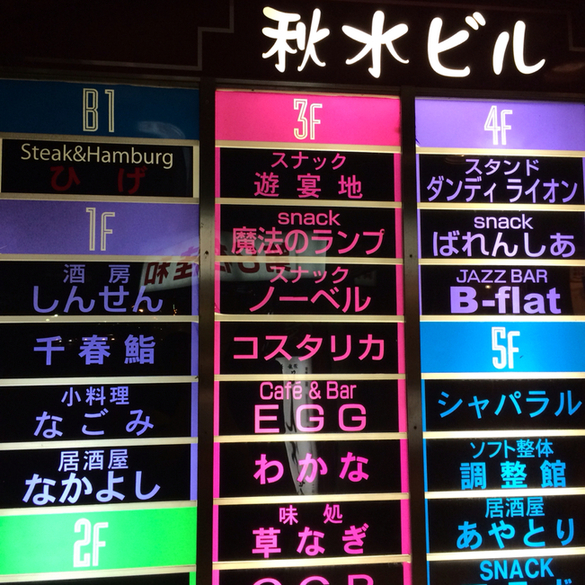 秋水ビル
B1
Steak&Hamburg
ひげ
1F
酒房
しんせん
千春鮨
小料理
なごみ
居酒屋
なかよし
2F
3F
スナック
遊宴地
snack
魔法のランプ
スナック
ノーベル
コスタリカ
Café & Bar
EGG
わかな
味処
草なぎ
4F
スタンド
ダンディライオン
snack
ばれんしあ
JAZZ BAR
B-flat
5F
シャパラル
ソフト整体
調整館
居酒屋
あやとり
SNACK